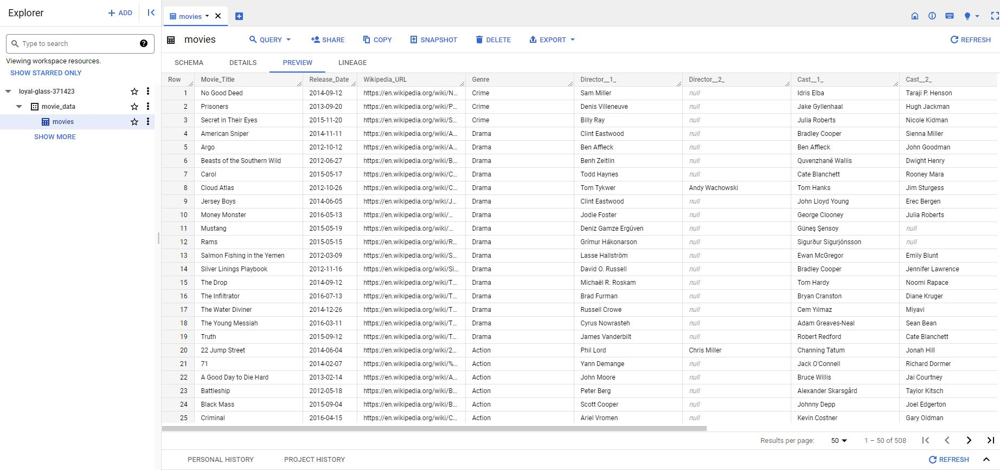 Explorer
+ ADD
movies
movies
QUERY
SHARE
COPY
SNAPSHOT
DELETE
EXPORT
REFRESH
Type to search
Viewing workspace resources.
SHOW STARRED ONLY
loyal-glass-371423
movie_data
movies
SHOW MORE
SCHEMA DETAILS PREVIEW LINEAGE
Row Movie_Title Release_Date Wikipedia_URL Genre Director__1_ Director__2_ Cast__1_ Cast__2_
1 No Good Deed 2014-09-12 https://en.wikipedia.org/wiki/N... Crime Sam Miller null Idris Elba Taraji P. Henson
2 Prisoners 2013-09-20 https://en.wikipedia.org/wiki/P... Crime Denis Villeneuve null Jake Gyllenhaal Hugh Jackman
3 Secret in Their Eyes 2015-11-20 https://en.wikipedia.org/wiki/S... Crime Billy Ray null Julia Roberts Nicole Kidman
4 American Sniper 2014-11-11 https://en.wikipedia.org/wiki/A... Drama Clint Eastwood null Bradley Cooper Sienna Miller
5 Argo 2012-10-12 https://en.wikipedia.org/wiki/A... Drama Ben Affleck null Ben Affleck John Goodman
6 Beasts of the Southern Wild 2012-06-27 https://en.wikipedia.org/wiki/B... Drama Benh Zeitlin null Quvenzhané Wallis Dwight Henry
7 Carol 2015-05-17 https://en.wikipedia.org/wiki/C... Drama Todd Haynes null Cate Blanchett Rooney Mara
8 Cloud Atlas 2012-10-26 https://en.wikipedia.org/wiki/C... Drama Tom Tykwer Andy Wachowski Tom Hanks Jim Sturgess
9 Jersey Boys 2014-06-05 https://en.wikipedia.org/wiki/J... Drama Clint Eastwood null John Lloyd Young Erec Bergen
10 Money Monster 2016-05-13 https://en.wikipedia.org/wiki/... Drama Jodie Foster null George Clooney Julia Roberts
11 Mustang 2015-05-19 https://en.wikipedia.org/wiki/... Drama Deniz Gamze Ergüven null Güneş Şensoy null
12 Rams 2015-05-15 https://en.wikipedia.org/wiki/R... Drama Grímur Hákonarson null Sigurður Sigurjónsson null
13 Salmon Fishing in the Yemen 2012-03-09 https://en.wikipedia.org/wiki/S... Drama Lasse Hallström null Ewan McGregor Emily Blunt
14 Silver Linings Playbook 2012-11-16 https://en.wikipedia.org/wiki/Si... Drama David O. Russell null Bradley Cooper Jennifer Lawrence
15 The Drop 2014-09-12 https://en.wikipedia.org/wiki/T... Drama Michaël R. Roskam null Tom Hardy Noomi Rapace
16 The Infiltrator 2016-07-13 https://en.wikipedia.org/wiki/T... Drama Brad Furman null Bryan Cranston Diane Kruger
17 The Water Diviner 2014-12-26 https://en.wikipedia.org/wiki/T... Drama Russell Crowe null Cem Yılmaz Miyavi
18 The Young Messiah 2016-03-11 https://en.wikipedia.org/wiki/T... Drama Cyrus Nowrasteh null Adam Greaves-Neal Sean Bean
19 Truth 2015-09-12 https://en.wikipedia.org/wiki/T... Drama James Vanderbilt null Robert Redford Cate Blanchett
20 22 Jump Street 2014-06-04 https://en.wikipedia.org/wiki/2... Action Phil Lord Chris Miller Channing Tatum Jonah Hill
21 71 2014-02-07 https://en.wikipedia.org/wiki/%... Action Yann Demange null Jack O'Connell Richard Dormer
22 A Good Day to Die Hard 2013-02-14 https://en.wikipedia.org/wiki/A... Action John Moore null Bruce Willis Jai Courtney
23 Battleship 2012-05-18 https://en.wikipedia.org/wiki/B... Action Peter Berg null Alexander Skarsgård Taylor Kitsch
24 Black Mass 2015-09-04 https://en.wikipedia.org/wiki/B... Action Scott Cooper null Johnny Depp Joel Edgerton
25 Criminal 2016-04-15 https://en.wikipedia.org/wiki/C... Action Ariel Vromen null Kevin Costner Gary Oldman
Results per page: 50 1 – 50 of 508
PERSONAL HISTORY PROJECT HISTORY REFRESH